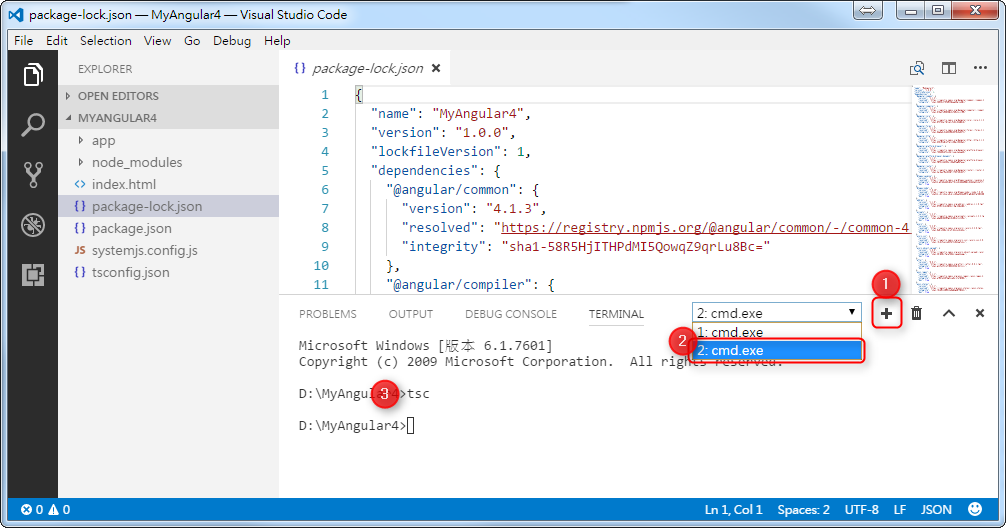 package-lock.json — MyAngular4 — Visual Studio Code
File Edit Selection View Go Debug Help
EXPLORER
OPEN EDITORS
MYANGULAR4
app
node_modules
index.html
package-lock.json
package.json
JS systemjs.config.js
tsconfig.json
{} package-lock.json
1 {
2 "name": "MyAngular4",
3 "version": "1.0.0",
4 "lockfileVersion": 1,
5 "dependencies": {
6 "@angular/common": {
7 "version": "4.1.3",
8 "resolved": "https://registry.npmjs.org/@angular/common/-/common-4
9 "integrity": "sha1-58R5HjITHPdMI5QowqZ9qrLu8Bc="
10 },
11 "@angular/compiler": {
PROBLEMS OUTPUT DEBUG CONSOLE TERMINAL
2: cmd.exe
1: cmd.exe
2: cmd.exe
1
2
3
Microsoft Windows [版本 6.1.7601]
Copyright (c) 2009 Microsoft Corporation. All rights reserved.
D:\MyAngular4>tsc
D:\MyAngular4>
0 0
Ln 1, Col 1 Spaces: 2 UTF-8 LF JSON